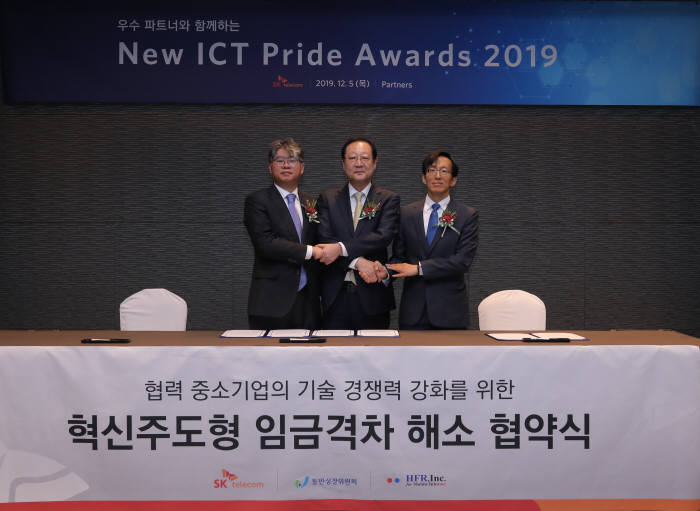 우수 파트너와 함께하는
New ICT Pride Awards 2019
SK telecom 2019. 12. 5 (목) Partners
협력 중소기업의 기술 경쟁력 강화를 위한
혁신주도형 임금격차 해소 협약식
SK telecom 동반성장위원회 HFR, Inc.